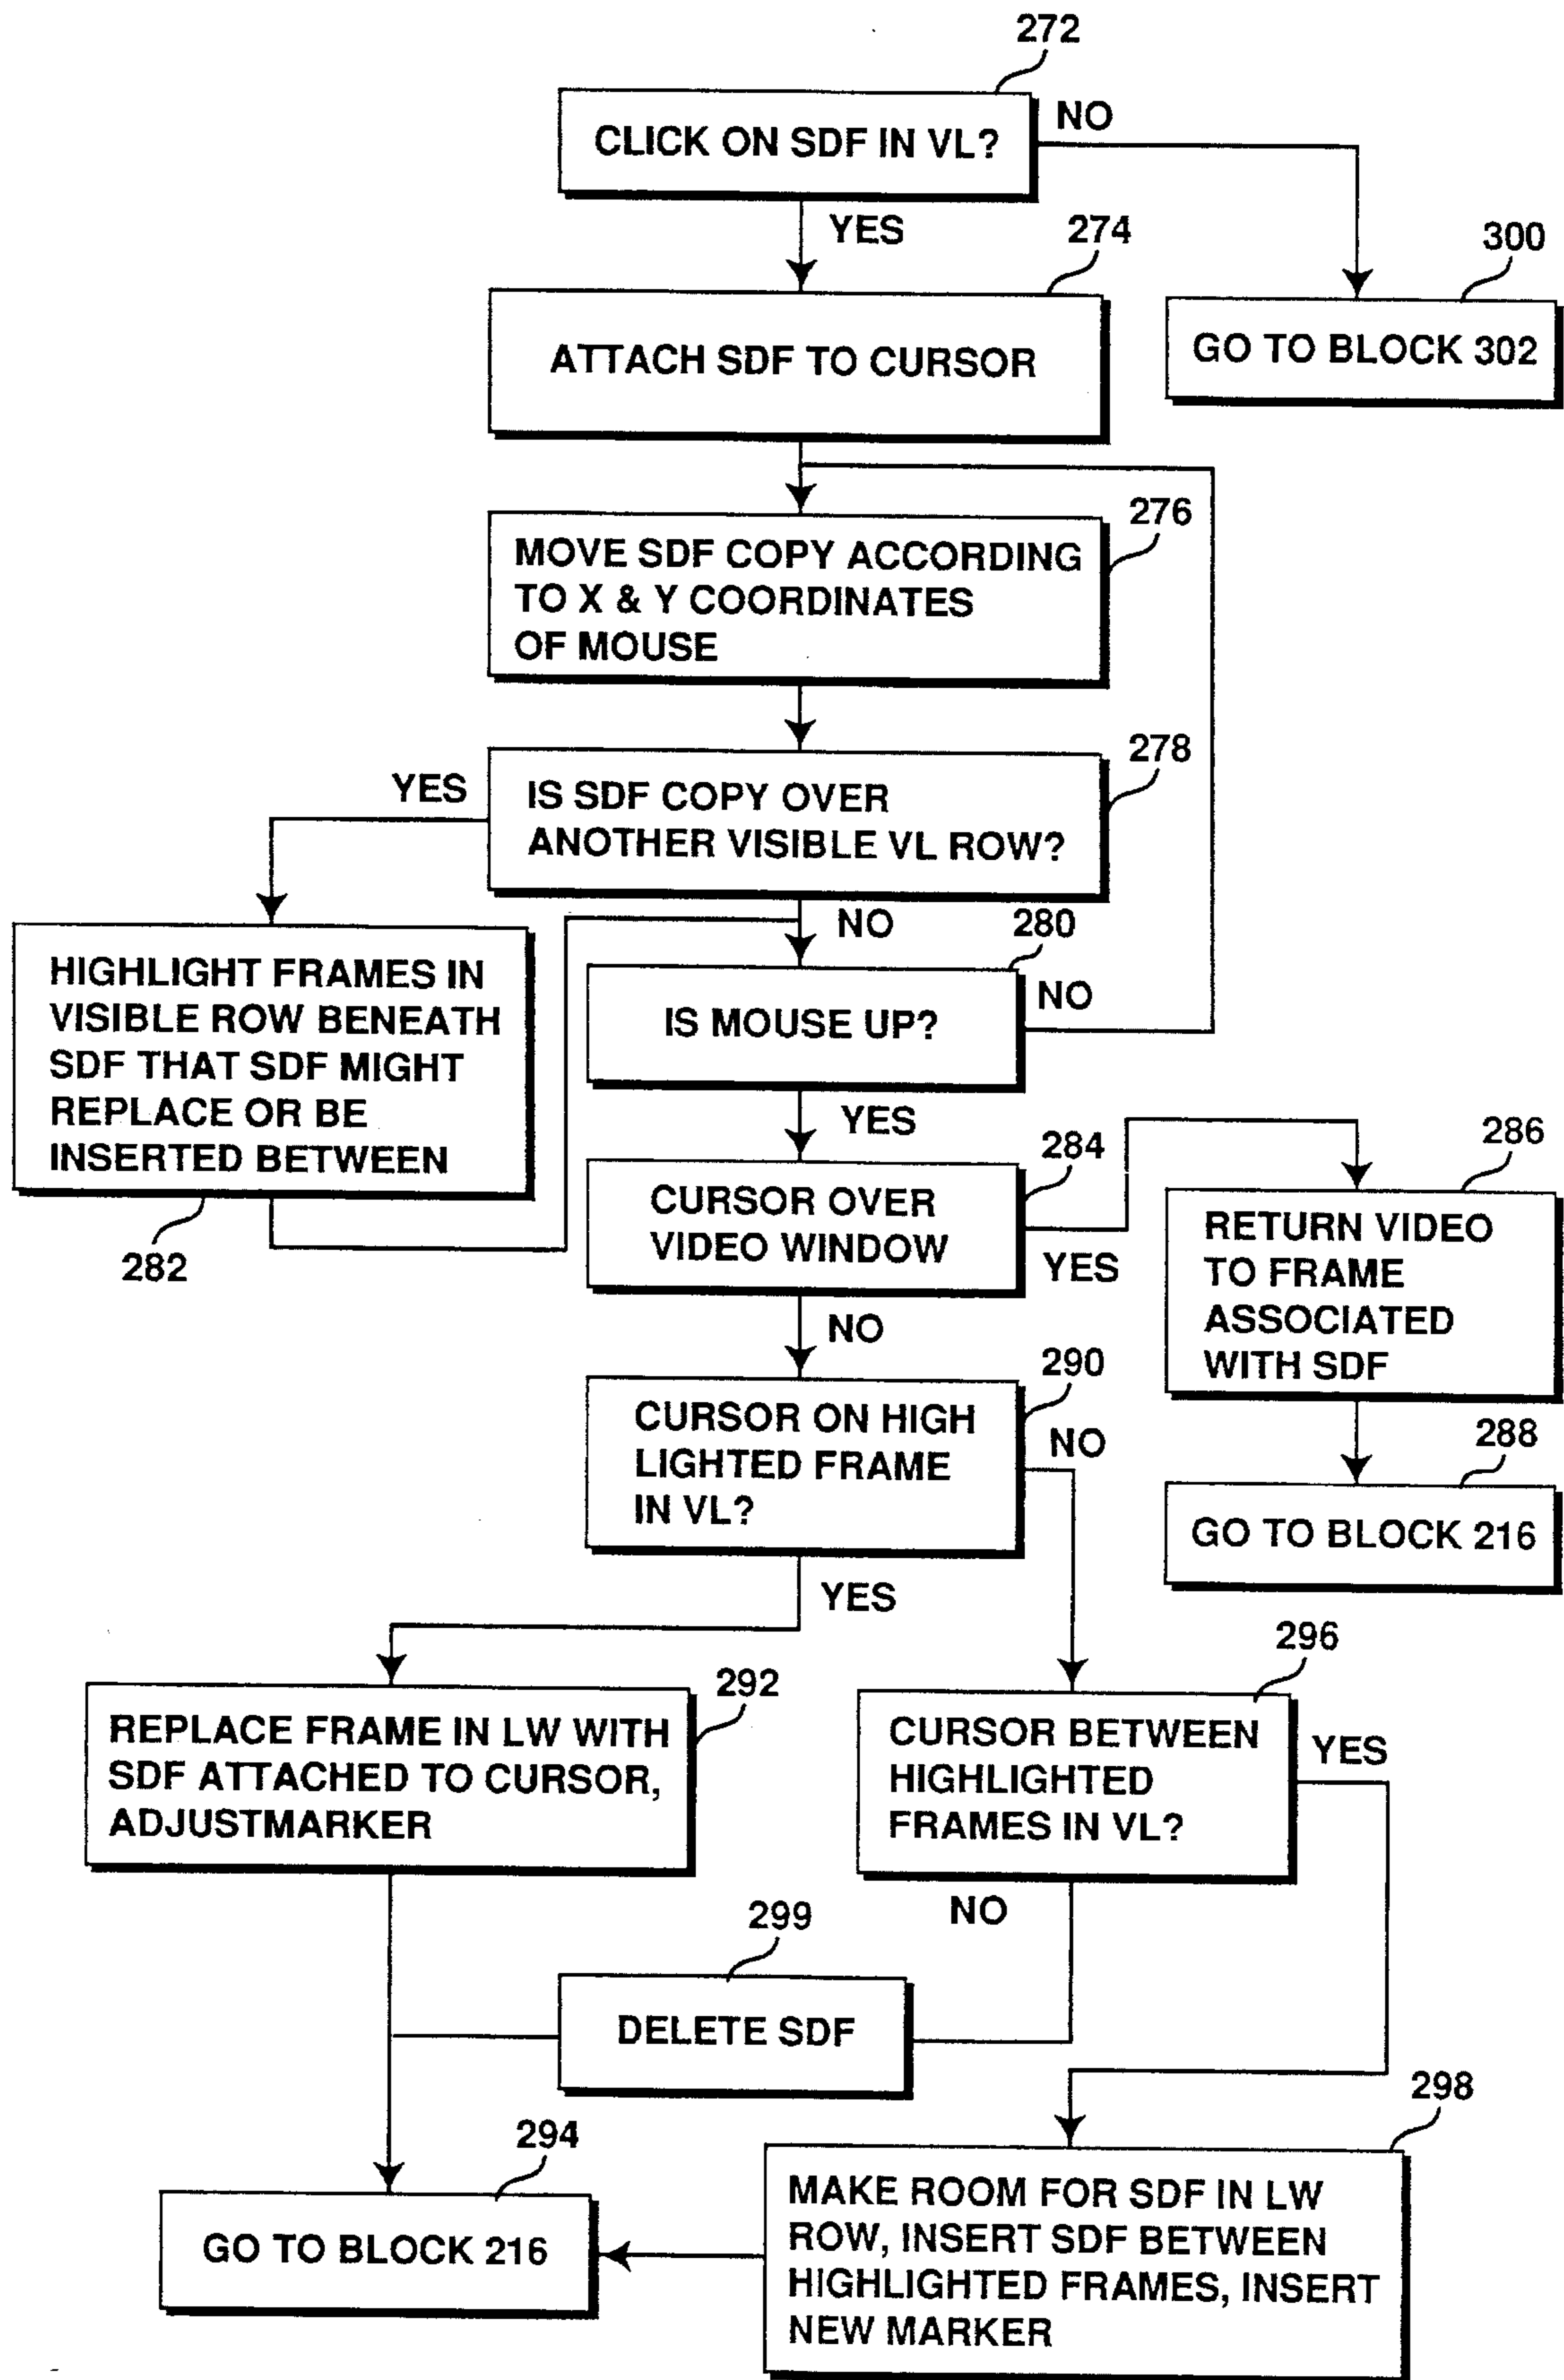 272
CLICK ON SDF IN VL?
NO
YES
274
300
ATTACH SDF TO CURSOR
GO TO BLOCK 302
276
MOVE SDF COPY ACCORDING
TO X & Y COORDINATES
OF MOUSE
278
YES
IS SDF COPY OVER
ANOTHER VISIBLE VL ROW?
NO
280
HIGHLIGHT FRAMES IN
VISIBLE ROW BENEATH
SDF THAT SDF MIGHT
REPLACE OR BE
INSERTED BETWEEN
282
IS MOUSE UP?
NO
YES
284
CURSOR OVER
VIDEO WINDOW
YES
286
RETURN VIDEO
TO FRAME
ASSOCIATED
WITH SDF
NO
290
CURSOR ON HIGH
LIGHTED FRAME
IN VL?
NO
288
GO TO BLOCK 216
YES
292
REPLACE FRAME IN LW WITH
SDF ATTACHED TO CURSOR,
ADJUSTMARKER
296
CURSOR BETWEEN
HIGHLIGHTED
FRAMES IN VL?
YES
NO
299
DELETE SDF
298
294
GO TO BLOCK 216
MAKE ROOM FOR SDF IN LW
ROW, INSERT SDF BETWEEN
HIGHLIGHTED FRAMES, INSERT
NEW MARKER